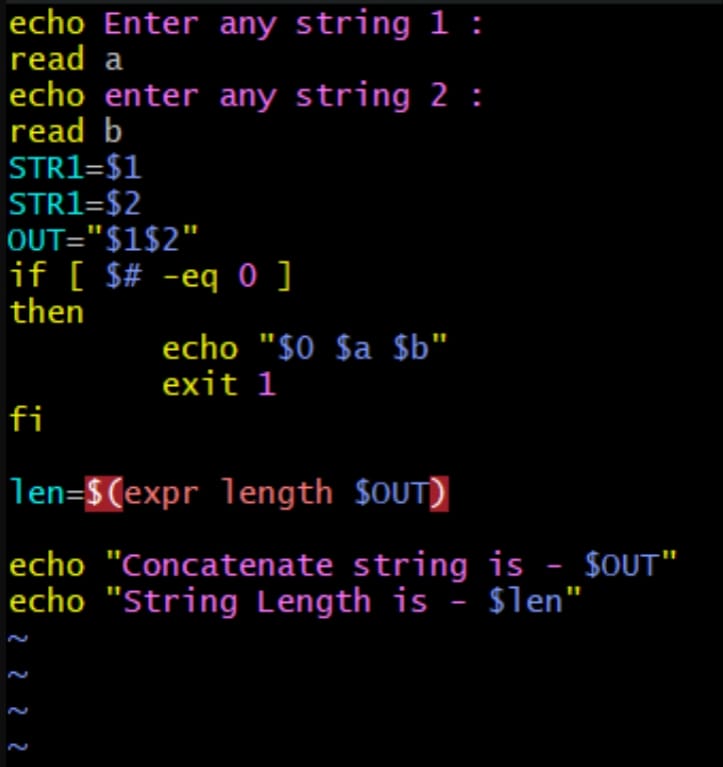 echo Enter any string 1 :
read a
echo enter any string 2 :
read b
STR1=$1
STR1=$2
OUT="$1$2"
if [ $# -eq 0 ]
then
        echo "$0 $a $b"
        exit 1
fi

len=$(expr length $OUT)

echo "Concatenate string is - $OUT"
echo "String Length is - $len"
~
~
~
~